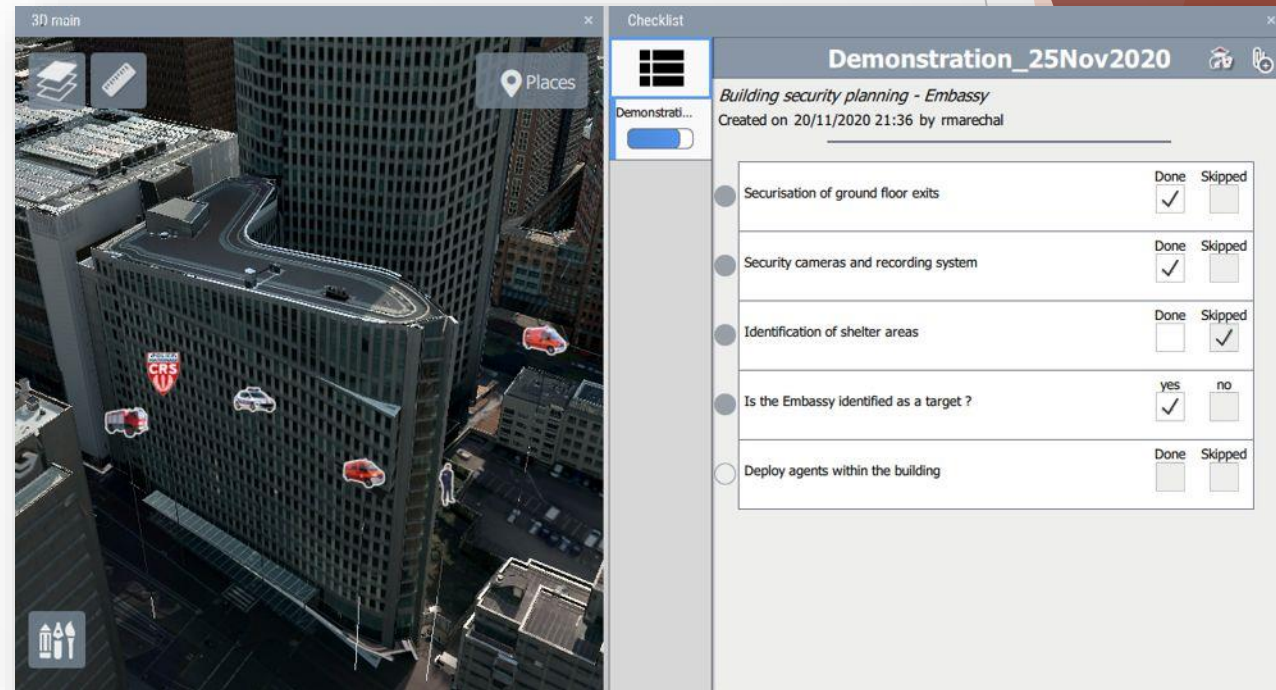 3D main
Places
CRS
Checklist
Demonstrati...
Demonstration_25Nov2020
Building security planning - Embassy
Created on 20/11/2020 21:36 by rmarechal
Done Skipped
Securisation of ground floor exits
Done Skipped
Security cameras and recording system
Done Skipped
Identification of shelter areas
yes no
Is the Embassy identified as a target ?
Done Skipped
Deploy agents within the building